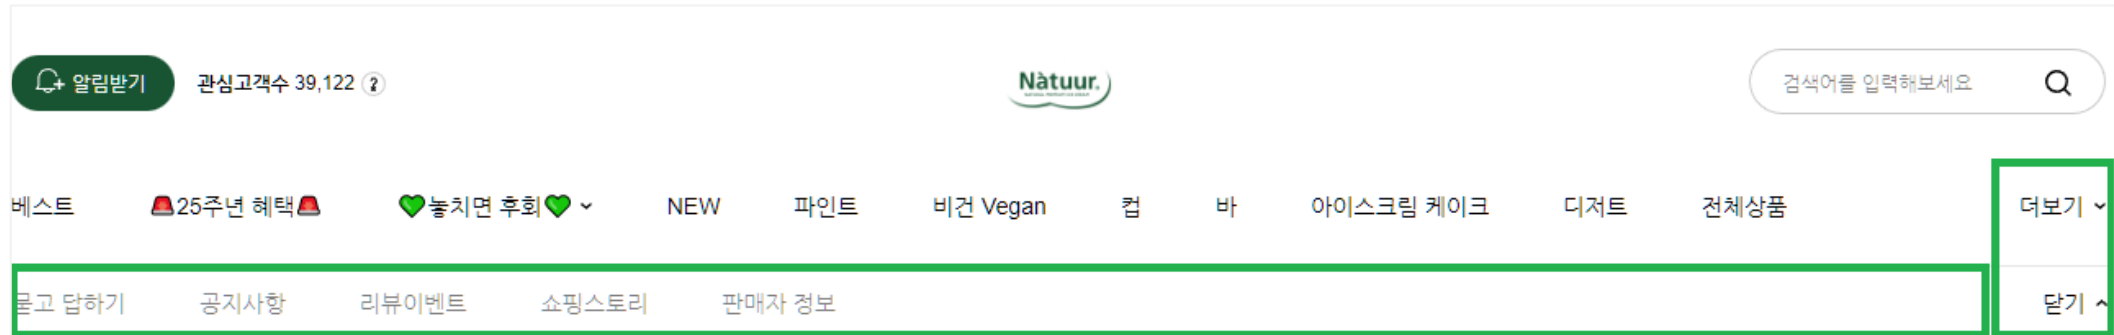 알림받기 관심고객수 39,122 ? Nàtuur. 검색어를 입력해보세요
베스트 🚨25주년 혜택🚨 💚놓치면 후회💚 NEW 파인트 비건 Vegan 컵 바 아이스크림 케이크 디저트 전체상품 더보기
묻고 답하기 공지사항 리뷰이벤트 쇼핑스토리 판매자 정보 닫기